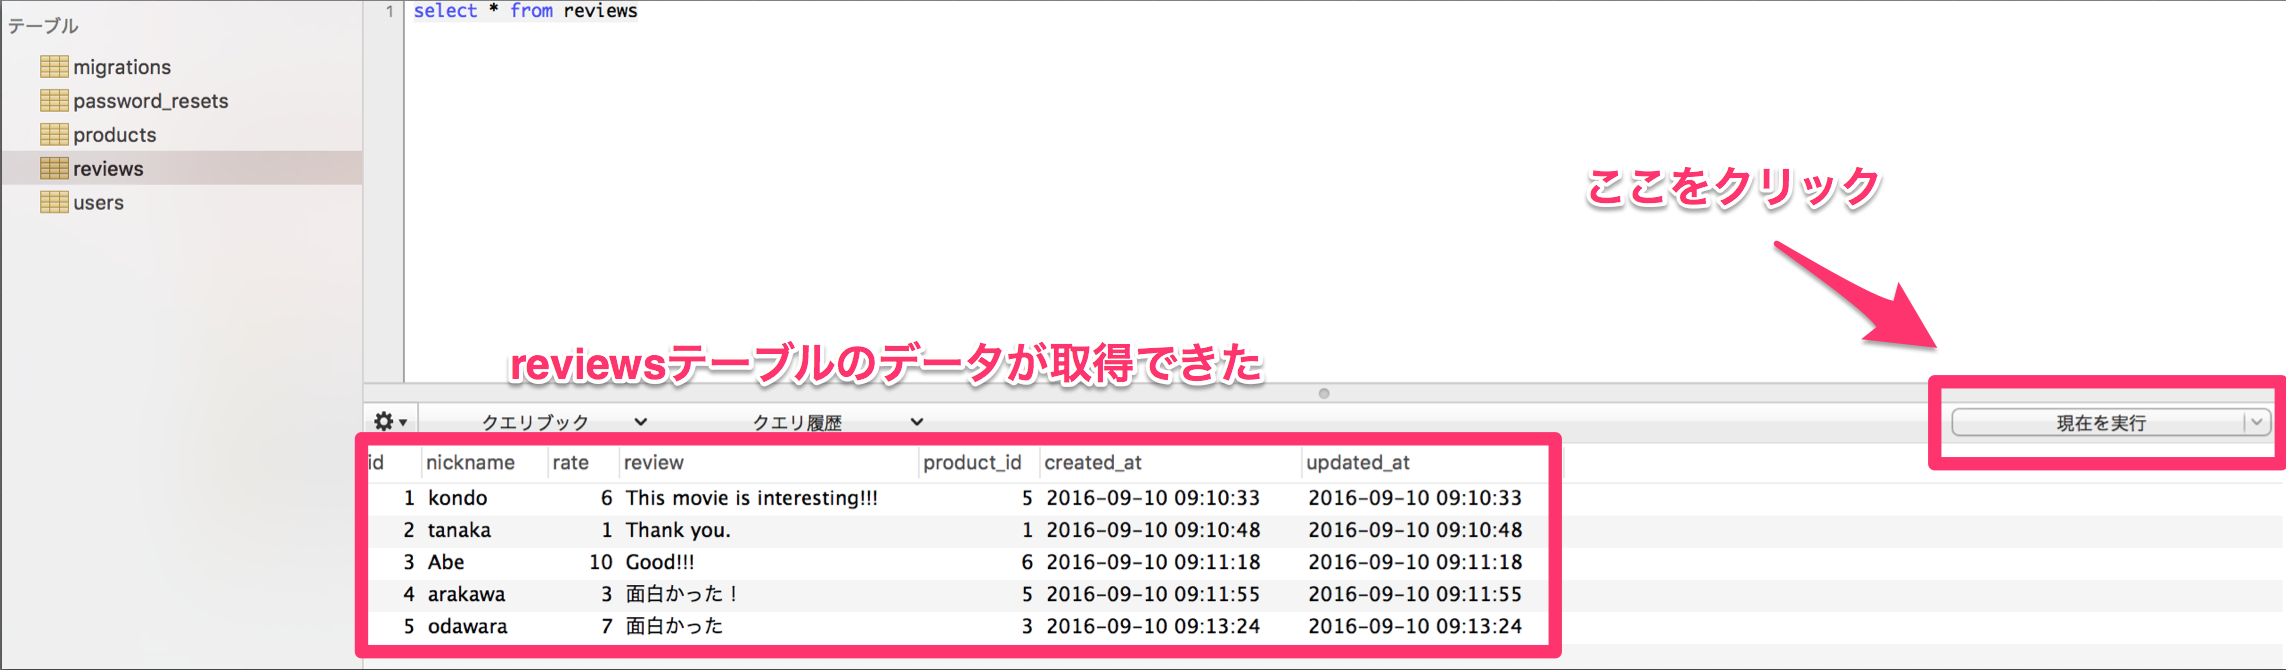 テーブル
migrations
password_resets
products
reviews
users
1 select * from reviews
ここをクリック
reviewsテーブルのデータが取得できた
クエリブック クエリ履歴 現在を実行
id nickname rate review product_id created_at updated_at
1 kondo 6 This movie is interesting!!! 5 2016-09-10 09:10:33 2016-09-10 09:10:33
2 tanaka 1 Thank you. 1 2016-09-10 09:10:48 2016-09-10 09:10:48
3 Abe 10 Good!!! 6 2016-09-10 09:11:18 2016-09-10 09:11:18
4 arakawa 3 面白かった！ 5 2016-09-10 09:11:55 2016-09-10 09:11:55
5 odawara 7 面白かった 3 2016-09-10 09:13:24 2016-09-10 09:13:24